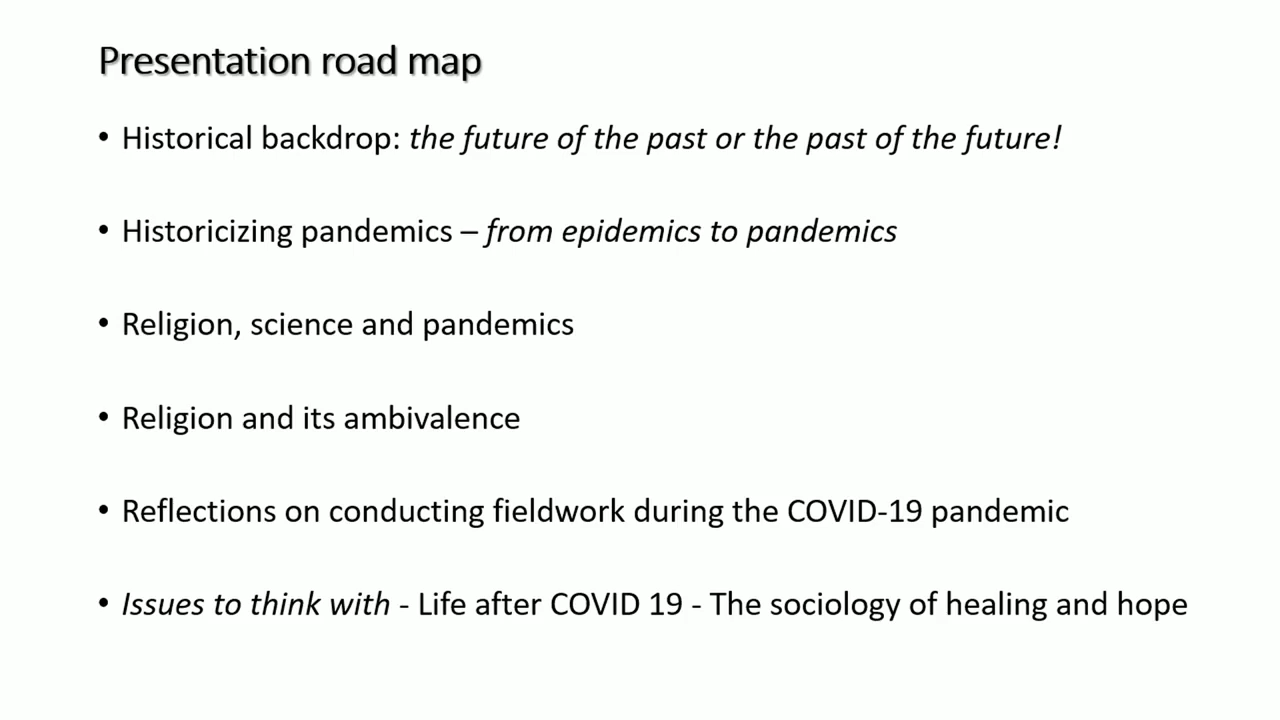 Presentation road map
• Historical backdrop: the future of the past or the past of the future!
• Historicizing pandemics – from epidemics to pandemics
• Religion, science and pandemics
• Religion and its ambivalence
• Reflections on conducting fieldwork during the COVID-19 pandemic
• Issues to think with - Life after COVID 19 - The sociology of healing and hope